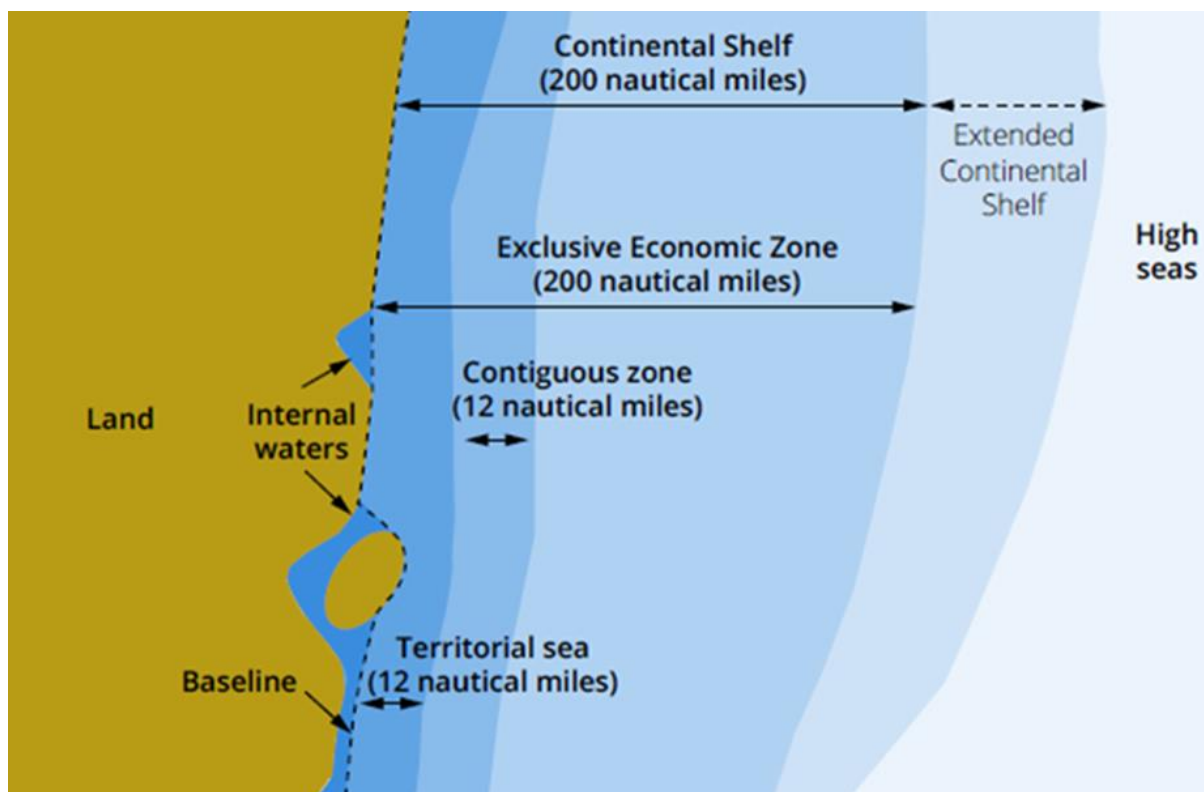 Continental Shelf
(200 nautical miles)
Extended
Continental
Shelf
High
seas
Exclusive Economic Zone
(200 nautical miles)
Contiguous zone
(12 nautical miles)
Land
Internal
waters
Territorial sea
(12 nautical miles)
Baseline